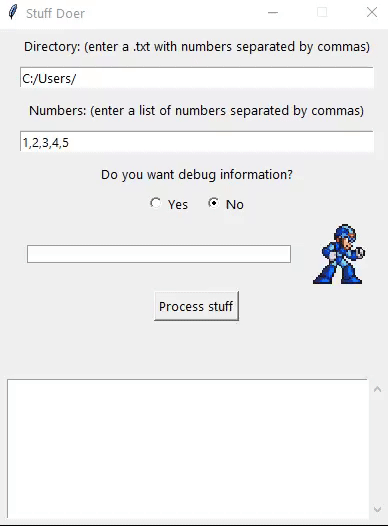 Stuff Doer
Directory: (enter a .txt with numbers separated by commas)
C:/Users/
Numbers: (enter a list of numbers separated by commas)
1,2,3,4,5
Do you want debug information?
Yes No
Process stuff